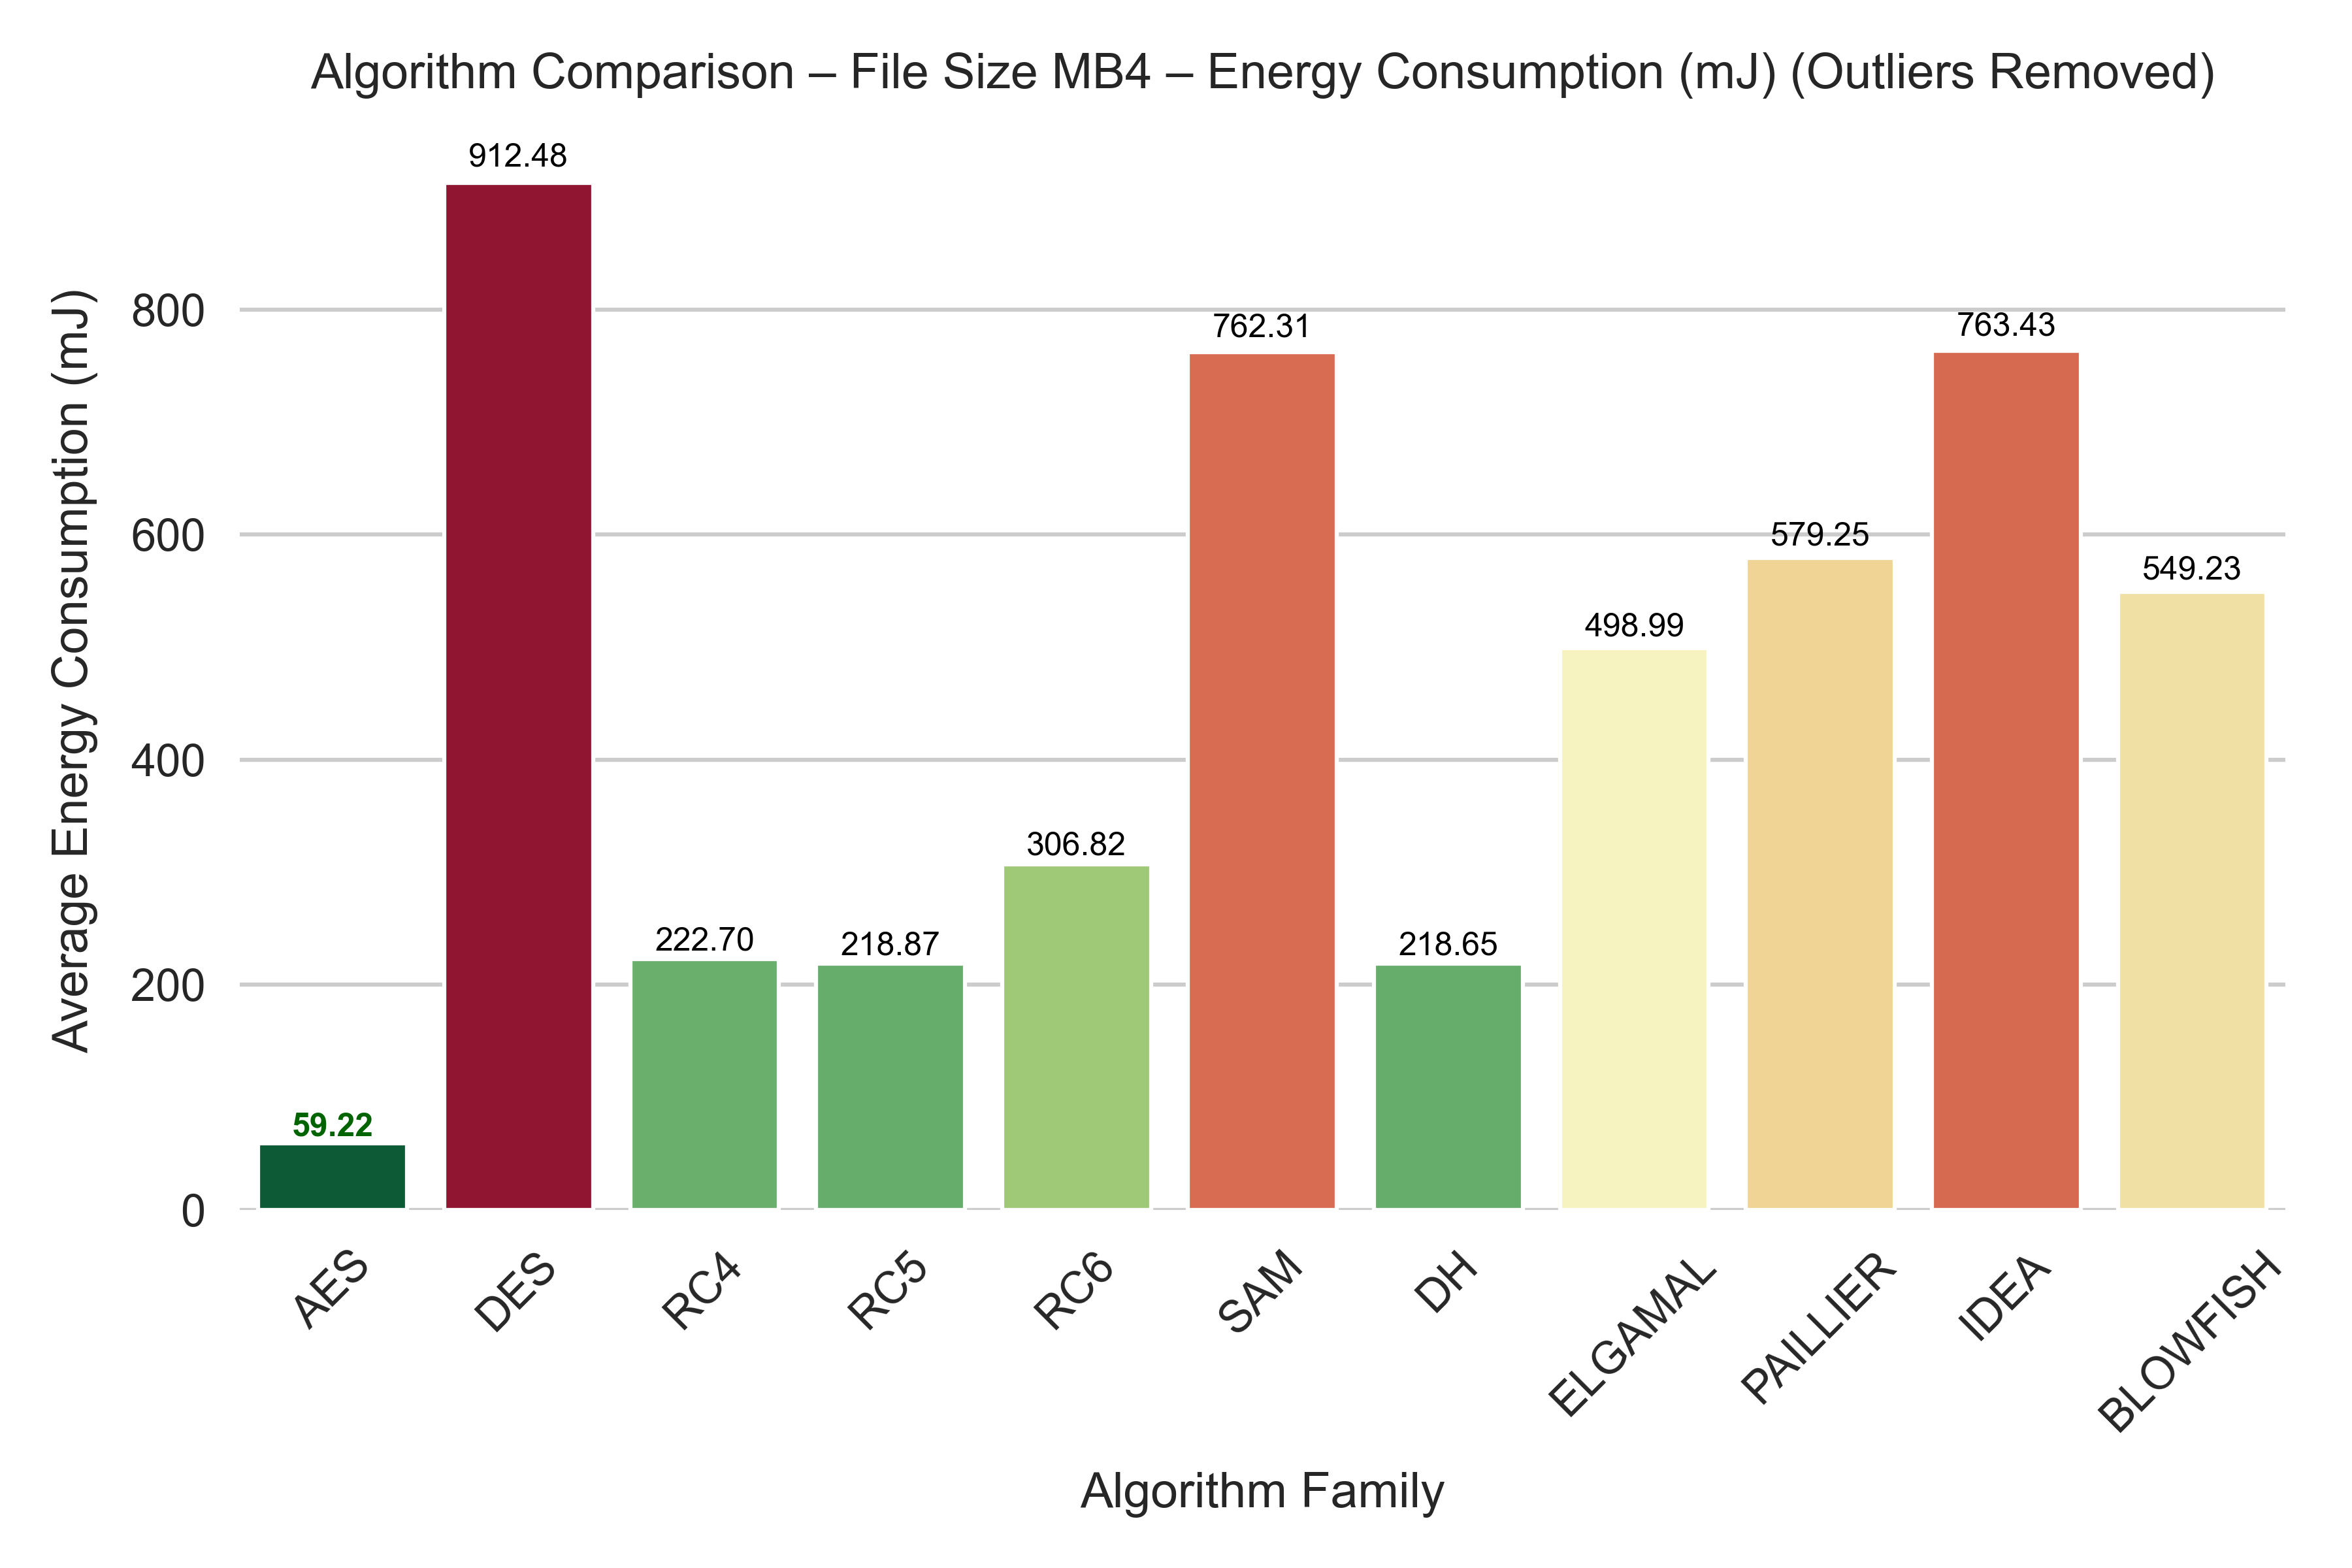 Algorithm Comparison – File Size MB4 – Energy Consumption (mJ) (Outliers Removed)
Average Energy Consumption (mJ)
800
600
400
200
0
59.22
912.48
222.70
218.87
306.82
762.31
218.65
498.99
579.25
763.43
549.23
AES
DES
RC4
RC5
RC6
SAM
DH
ELGAMAL
PAILLIER
IDEA
BLOWFISH
Algorithm Family